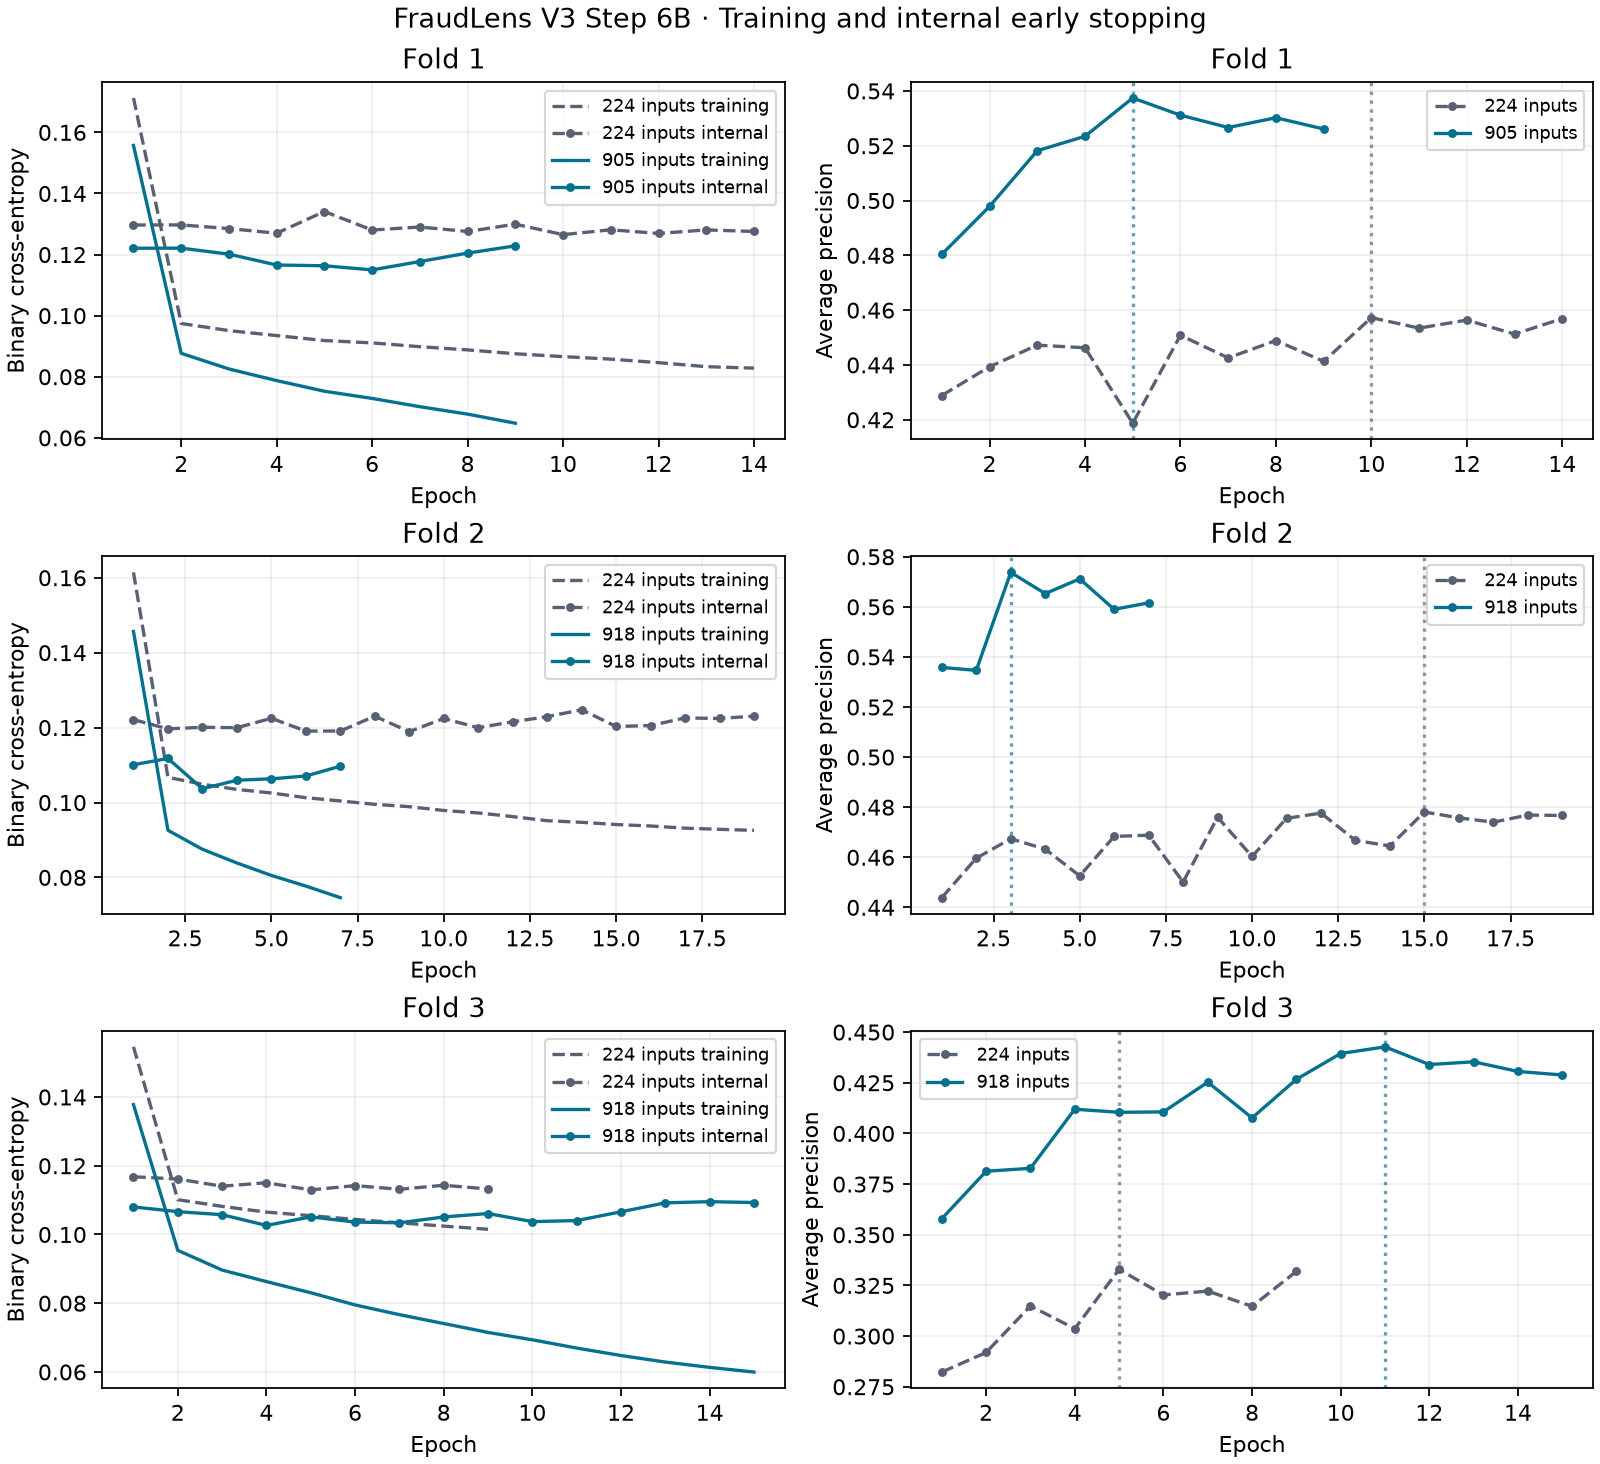 FraudLens V3 Step 6B · Training and internal early stopping
Fold 1
Binary cross-entropy
0.16
0.14
0.12
0.10
0.08
0.06
224 inputs training
224 inputs internal
905 inputs training
905 inputs internal
2 4 6 8 10 12 14
Epoch
Fold 1
Average precision
0.54
0.52
0.50
0.48
0.46
0.44
0.42
224 inputs
905 inputs
2 4 6 8 10 12 14
Epoch
Fold 2
Binary cross-entropy
0.16
0.14
0.12
0.10
0.08
224 inputs training
224 inputs internal
918 inputs training
918 inputs internal
2.5 5.0 7.5 10.0 12.5 15.0 17.5
Epoch
Fold 2
Average precision
0.58
0.56
0.54
0.52
0.50
0.48
0.46
0.44
224 inputs
918 inputs
2.5 5.0 7.5 10.0 12.5 15.0 17.5
Epoch
Fold 3
Binary cross-entropy
0.14
0.12
0.10
0.08
0.06
224 inputs training
224 inputs internal
918 inputs training
918 inputs internal
2 4 6 8 10 12 14
Epoch
Fold 3
Average precision
0.450
0.425
0.400
0.375
0.350
0.325
0.300
0.275
224 inputs
918 inputs
2 4 6 8 10 12 14
Epoch